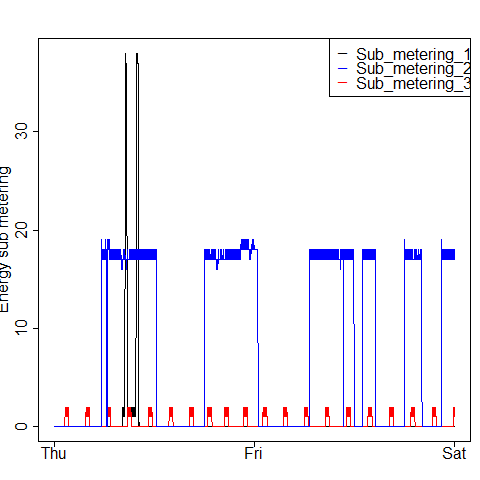 Sub_metering_1
Sub_metering_2
Sub_metering_3
Energy sub metering
30
20
10
0
Thu
Fri
Sat